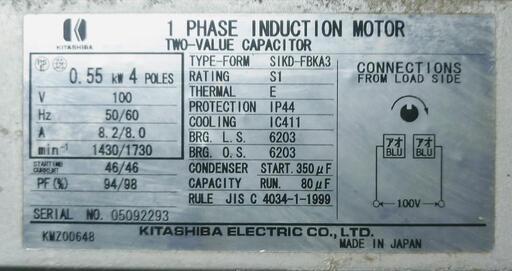 KITASHIBA
1 PHASE INDUCTION MOTOR
TWO-VALUE CAPACITOR
0.55 kW 4 POLES
V 100
Hz 50/60
A 8.2/8.0
min⁻¹ 1430/1730
STARTING CURRENT 46/46
PF(%) 94/98
SERIAL NO. 05092293
KMZ00648
TYPE-FORM SIKD-FBKA3
RATING S1
THERMAL E
PROTECTION IP44
COOLING IC411
BRG. L.S. 6203
BRG. O.S. 6203
CONDENSER START. 350μF
CAPACITY RUN. 80μF
RULE JIS C 4034-1-1999
CONNECTIONS
FROM LOAD SIDE
アオ アオ
BLU BLU
100V
KITASHIBA ELECTRIC CO., LTD.
MADE IN JAPAN